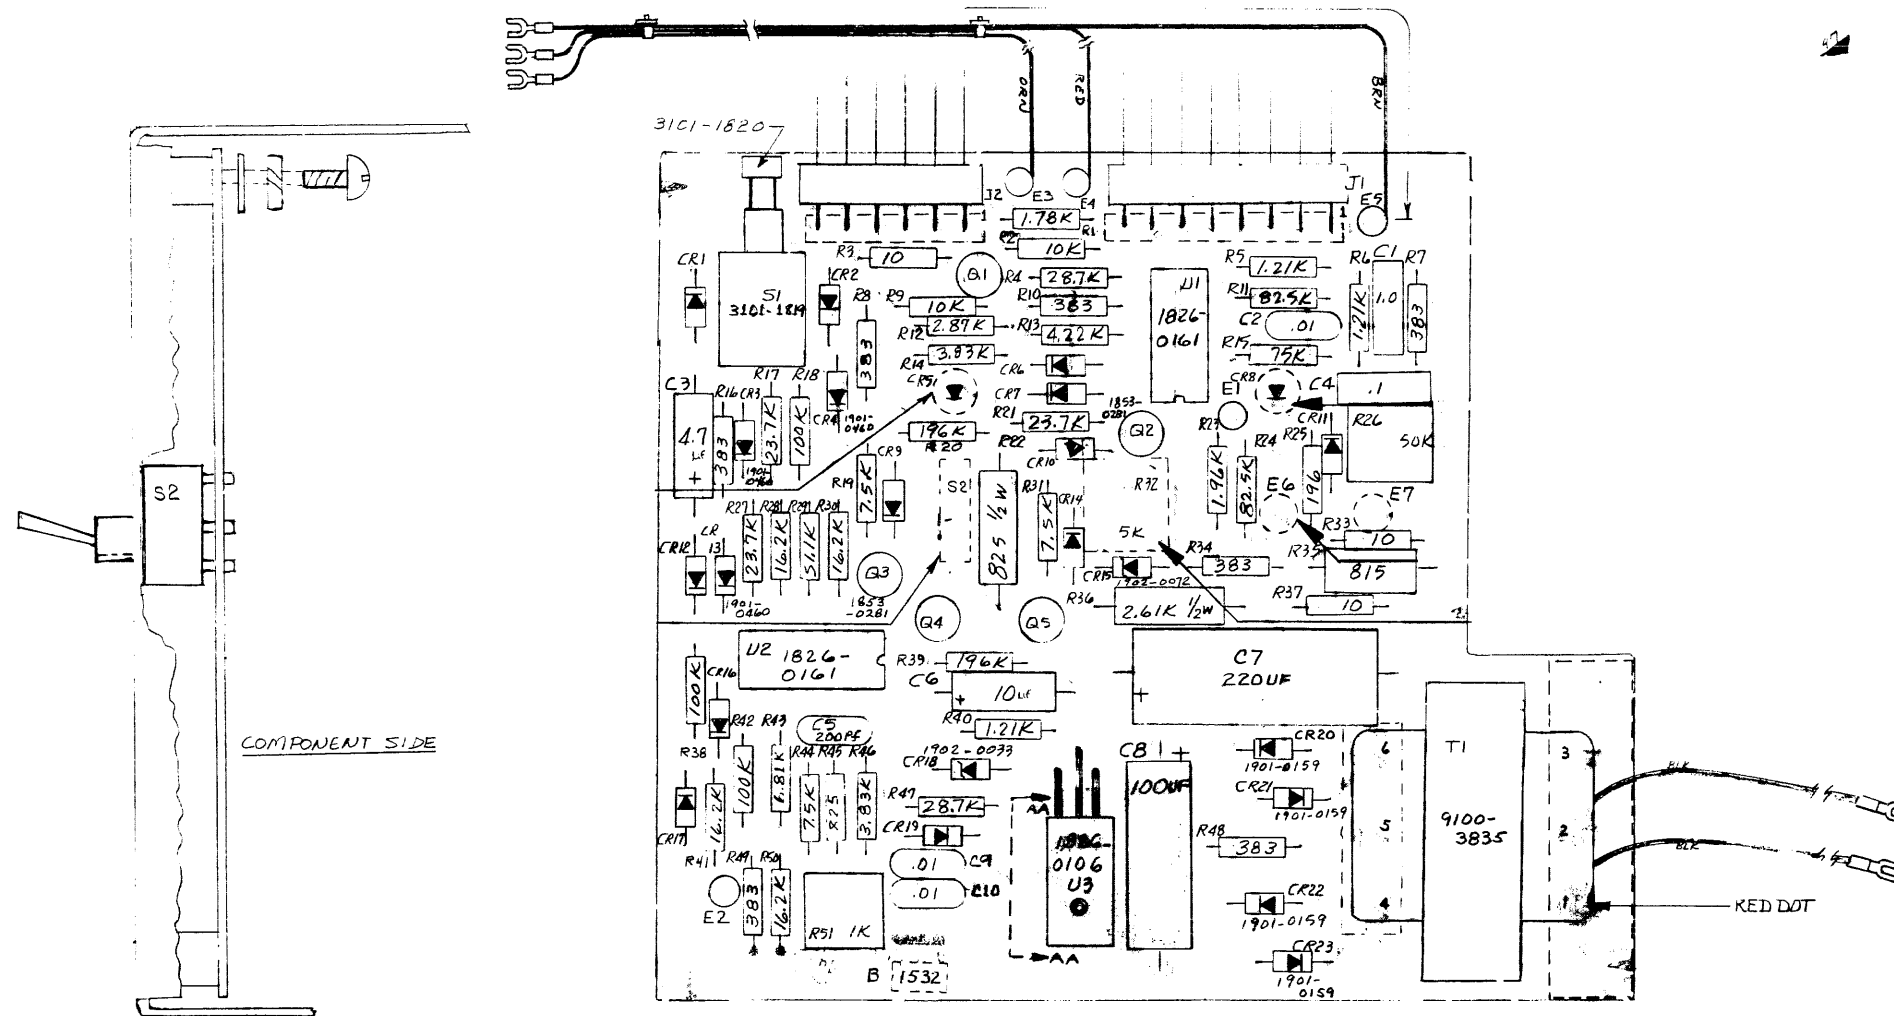 3101-1820
ORN
RED
BRN
J2
E3
E4
J1
E5
1.78K
R2
10K
R1
R3
10
Q1
R4
28.7K
U1
1826-
0161
R5
1.21K
R6
1.21K
C1
1.0
R7
383
CR1
S1
3101-1819
CR2
R8
383
R9
10K
R10
383
R11
82.5K
R12
2.87K
R13
4.22K
C2
.01
R14
3.83K
R15
75K
CR5
CR6
CR7
CR8
E1
C4
.1
C3
4.7
UF
+
R16
383
CR3
1901-
0460
R17
23.7K
R18
100K
CR4
1901-
0460
196K
R20
R21
23.7K
1853-
0281
Q2
R22
825 1/2W
CR10
R23
1.96K
R24
82.5K
R25
196
CR11
R26
50K
R19
7.5K
CR9
S2
R31
7.5K
CR14
R32
5K
E6
E7
R33
10
R35
815
S2
CR12
CR
13
1901-
0460
R27
23.7K
R28
16.2K
R29
51.1K
R30
16.2K
Q3
1853
-0281
CR15
1902-0072
R34
383
R36
2.61K 1/2W
R37
10
Q4
Q5
U2 1826-
0161
R39
196K
C6
+ 10UF
C7
220UF
+
R40
1.21K
100K
R38
CR16
R42
100K
R43
6.81K
C5
200Pf
R44
7.5K
R45
825
R46
3.83K
1902-0033
CR18
C8
+
100UF
CR20
1901-0159
CR21
1901-0159
T1
9100-
3835
6
5
4
3
2
1
BLK
BLK
RED DOT
COMPONENT SIDE
CR17
16.2K
R41
R47
28.7K
CR19
AA
0106
U3
AA
R48
383
.01
C9
.01
C10
E2
R49
383
R50
16.2K
R51 1K
CR22
1901-0159
CR23
1901-
0159
B
1532